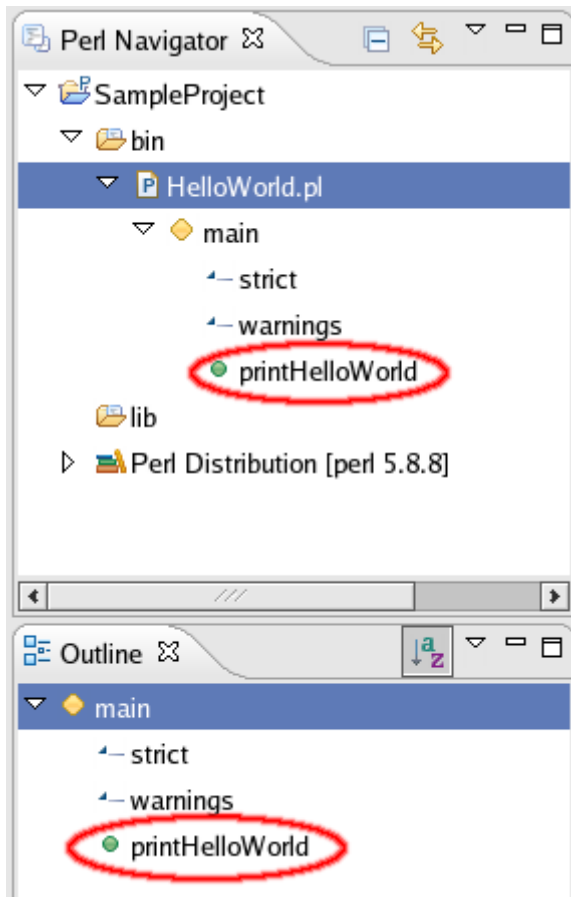 Perl Navigator
SampleProject
bin
HelloWorld.pl
main
strict
warnings
printHelloWorld
lib
Perl Distribution [perl 5.8.8]
Outline
main
strict
warnings
printHelloWorld